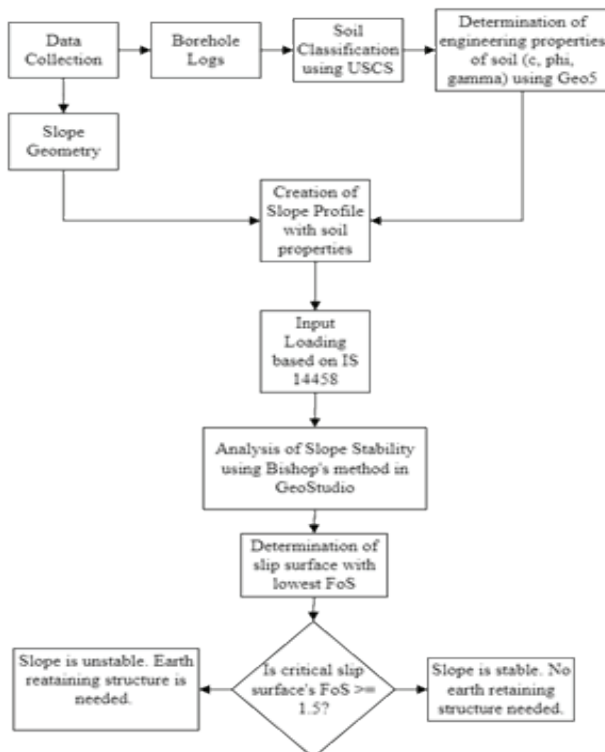 Data
Collection
Borehole
Logs
Soil
Classification
using USCS
Determination of
engineering properties
of soil (c, phi,
gamma) using Geo5
Slope
Geometry
Creation of
Slope Profile
with soil
properties
Input
Loading
based on IS
14458
Analysis of Slope Stability
using Bishop's method in
GeoStudio
Determination of
slip surface with
lowest FoS
Slope is unstable. Earth
reataining structure is
needed.
Is critical slip
surface's FoS >=
1.5?
Slope is stable. No
earth retaining
structure needed.